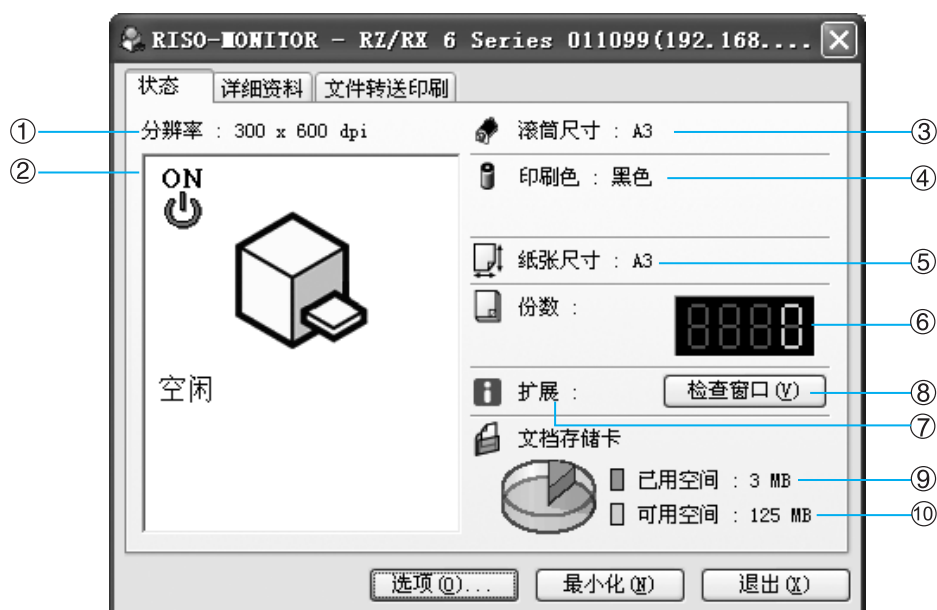 RISO-MONITOR - RZ/RX 6 Series 011099(192.168....
状态 详细资料 文件转送印刷
① 分辨率 : 300 x 600 dpi
滚筒尺寸 : A3 ③
② ON
印刷色 : 黑色 ④
纸张尺寸 : A3 ⑤
份数 : 8880 ⑥
空闲
扩展 : 检查窗口(V) ⑧
⑦
文档存储卡
已用空间 : 3 MB ⑨
可用空间 : 125 MB ⑩
选项(O)... 最小化(N) 退出(X)